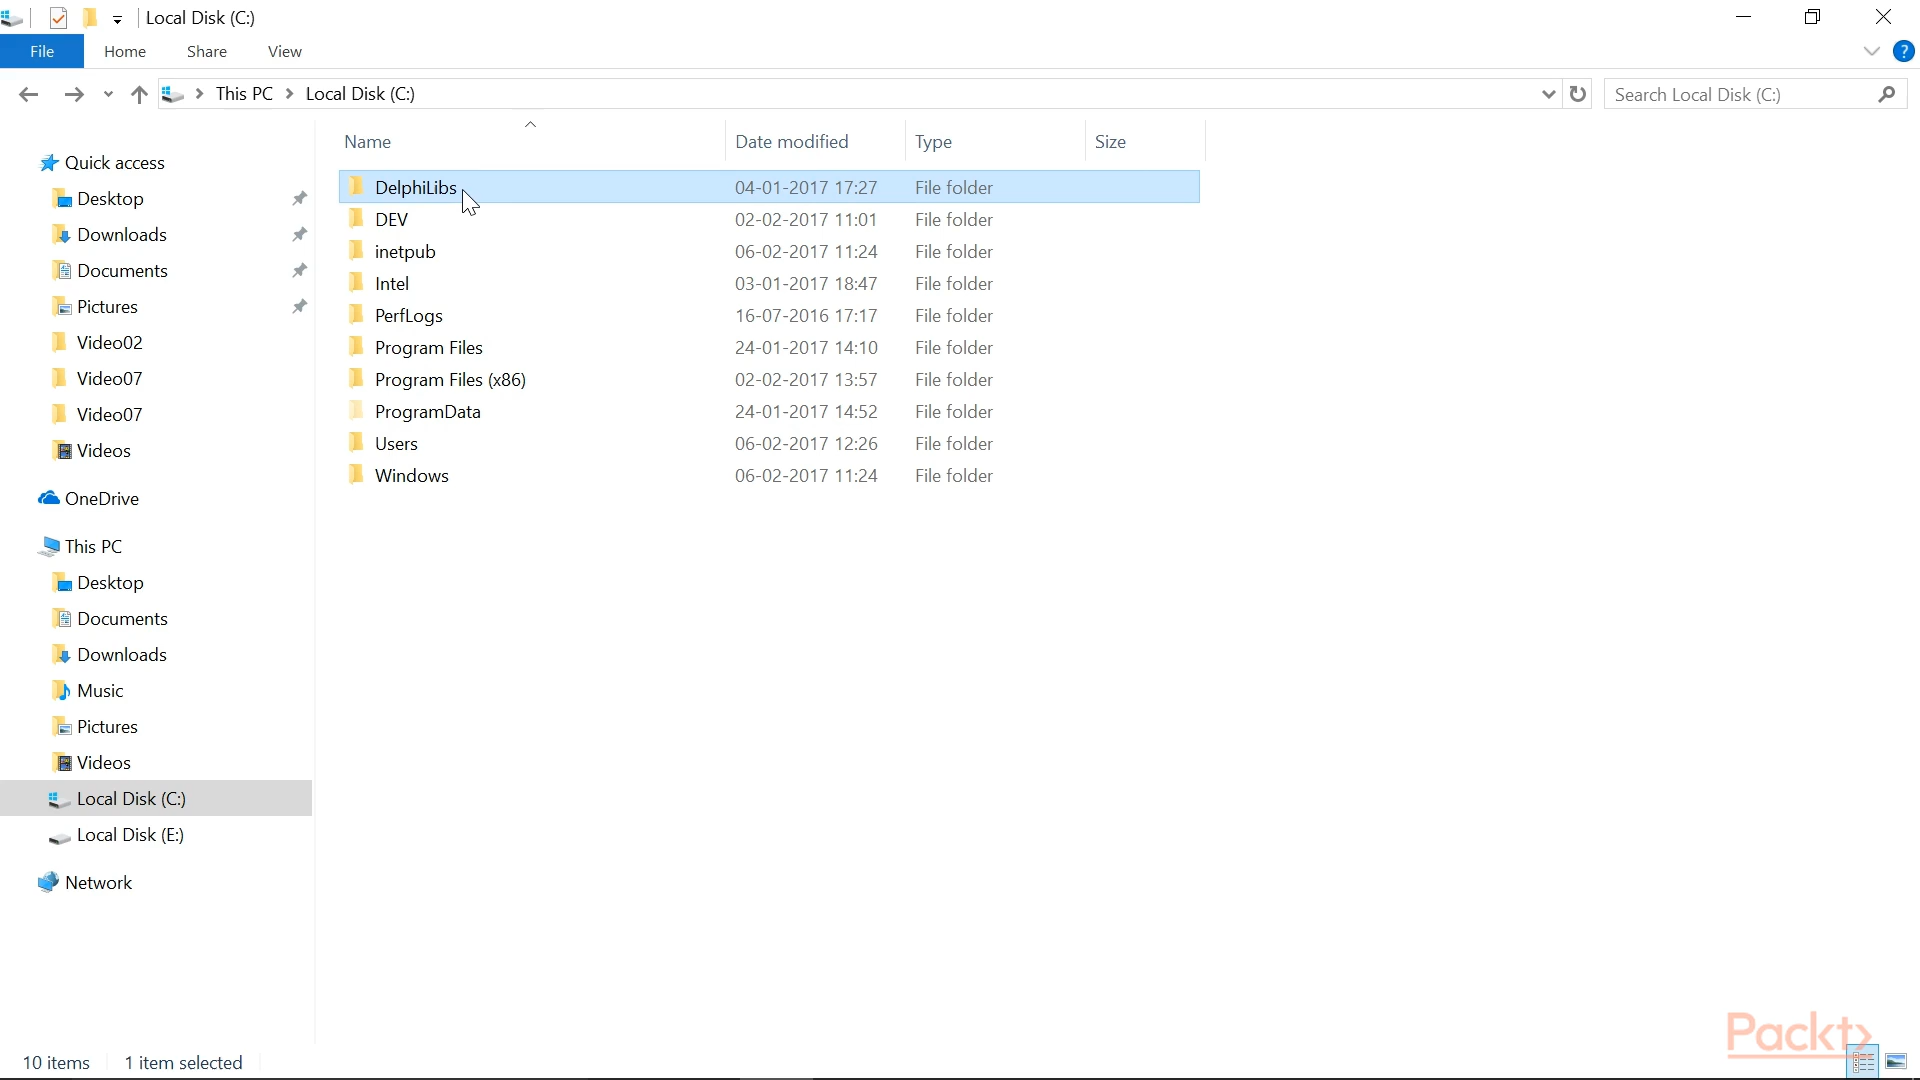 Local Disk (C:)
File Home Share View
This PC Local Disk (C:)
Search Local Disk (C:)
Name Date modified Type Size
Quick access
Desktop
Downloads
Documents
Pictures
Video02
Video07
Video07
Videos
OneDrive
This PC
Desktop
Documents
Downloads
Music
Pictures
Videos
Local Disk (C:)
Local Disk (E:)
Network
DelphiLibs 04-01-2017 17:27 File folder
DEV 02-02-2017 11:01 File folder
inetpub 06-02-2017 11:24 File folder
Intel 03-01-2017 18:47 File folder
PerfLogs 16-07-2016 17:17 File folder
Program Files 24-01-2017 14:10 File folder
Program Files (x86) 02-02-2017 13:57 File folder
ProgramData 24-01-2017 14:52 File folder
Users 06-02-2017 12:26 File folder
Windows 06-02-2017 11:24 File folder
Packt
10 items 1 item selected